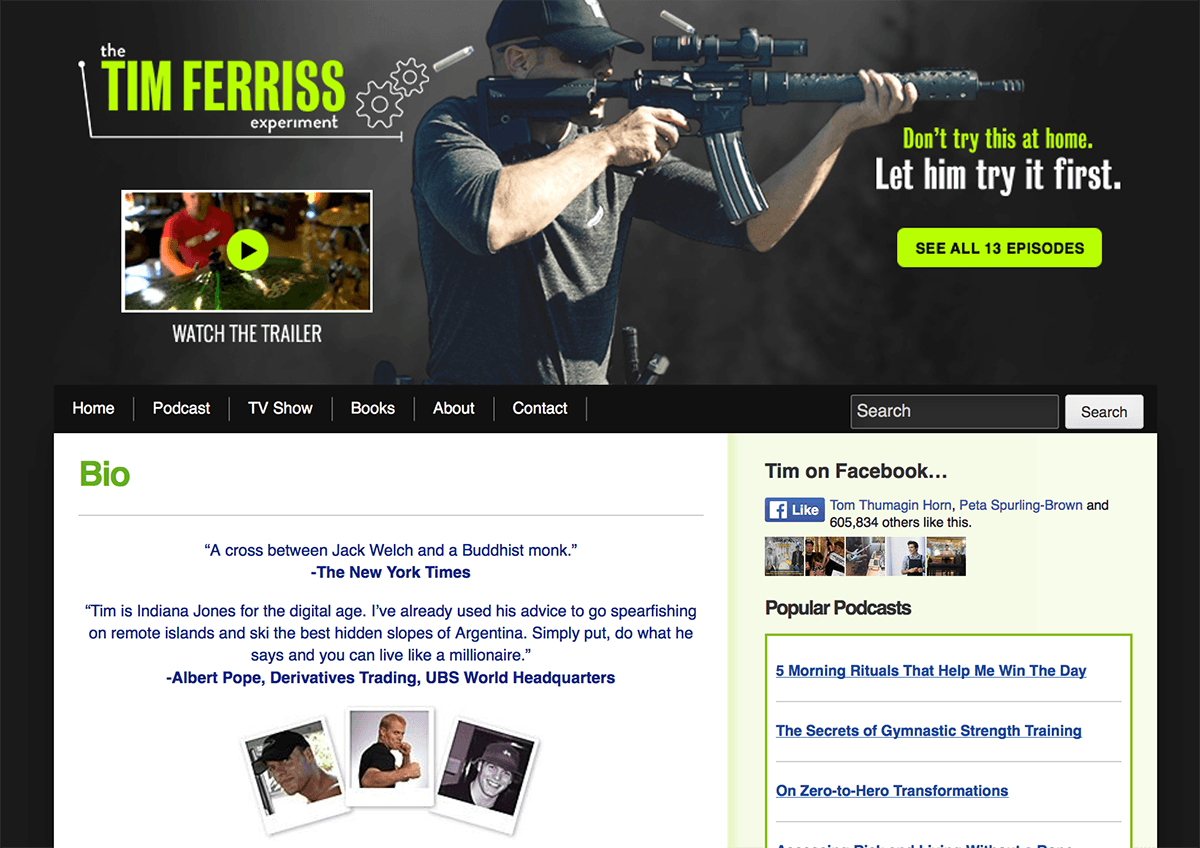 the
TIM FERRISS
experiment
Don't try this at home.
Let him try it first.
SEE ALL 13 EPISODES
WATCH THE TRAILER
Home
Podcast
TV Show
Books
About
Contact
Search
Search
Bio
“A cross between Jack Welch and a Buddhist monk.”
-The New York Times
“Tim is Indiana Jones for the digital age. I’ve already used his advice to go spearfishing
on remote islands and ski the best hidden slopes of Argentina. Simply put, do what he
says and you can live like a millionaire.”
-Albert Pope, Derivatives Trading, UBS World Headquarters
Tim on Facebook…
Like
Tom Thumagin Horn, Peta Spurling-Brown and
605,834 others like this.
Popular Podcasts
5 Morning Rituals That Help Me Win The Day
The Secrets of Gymnastic Strength Training
On Zero-to-Hero Transformations